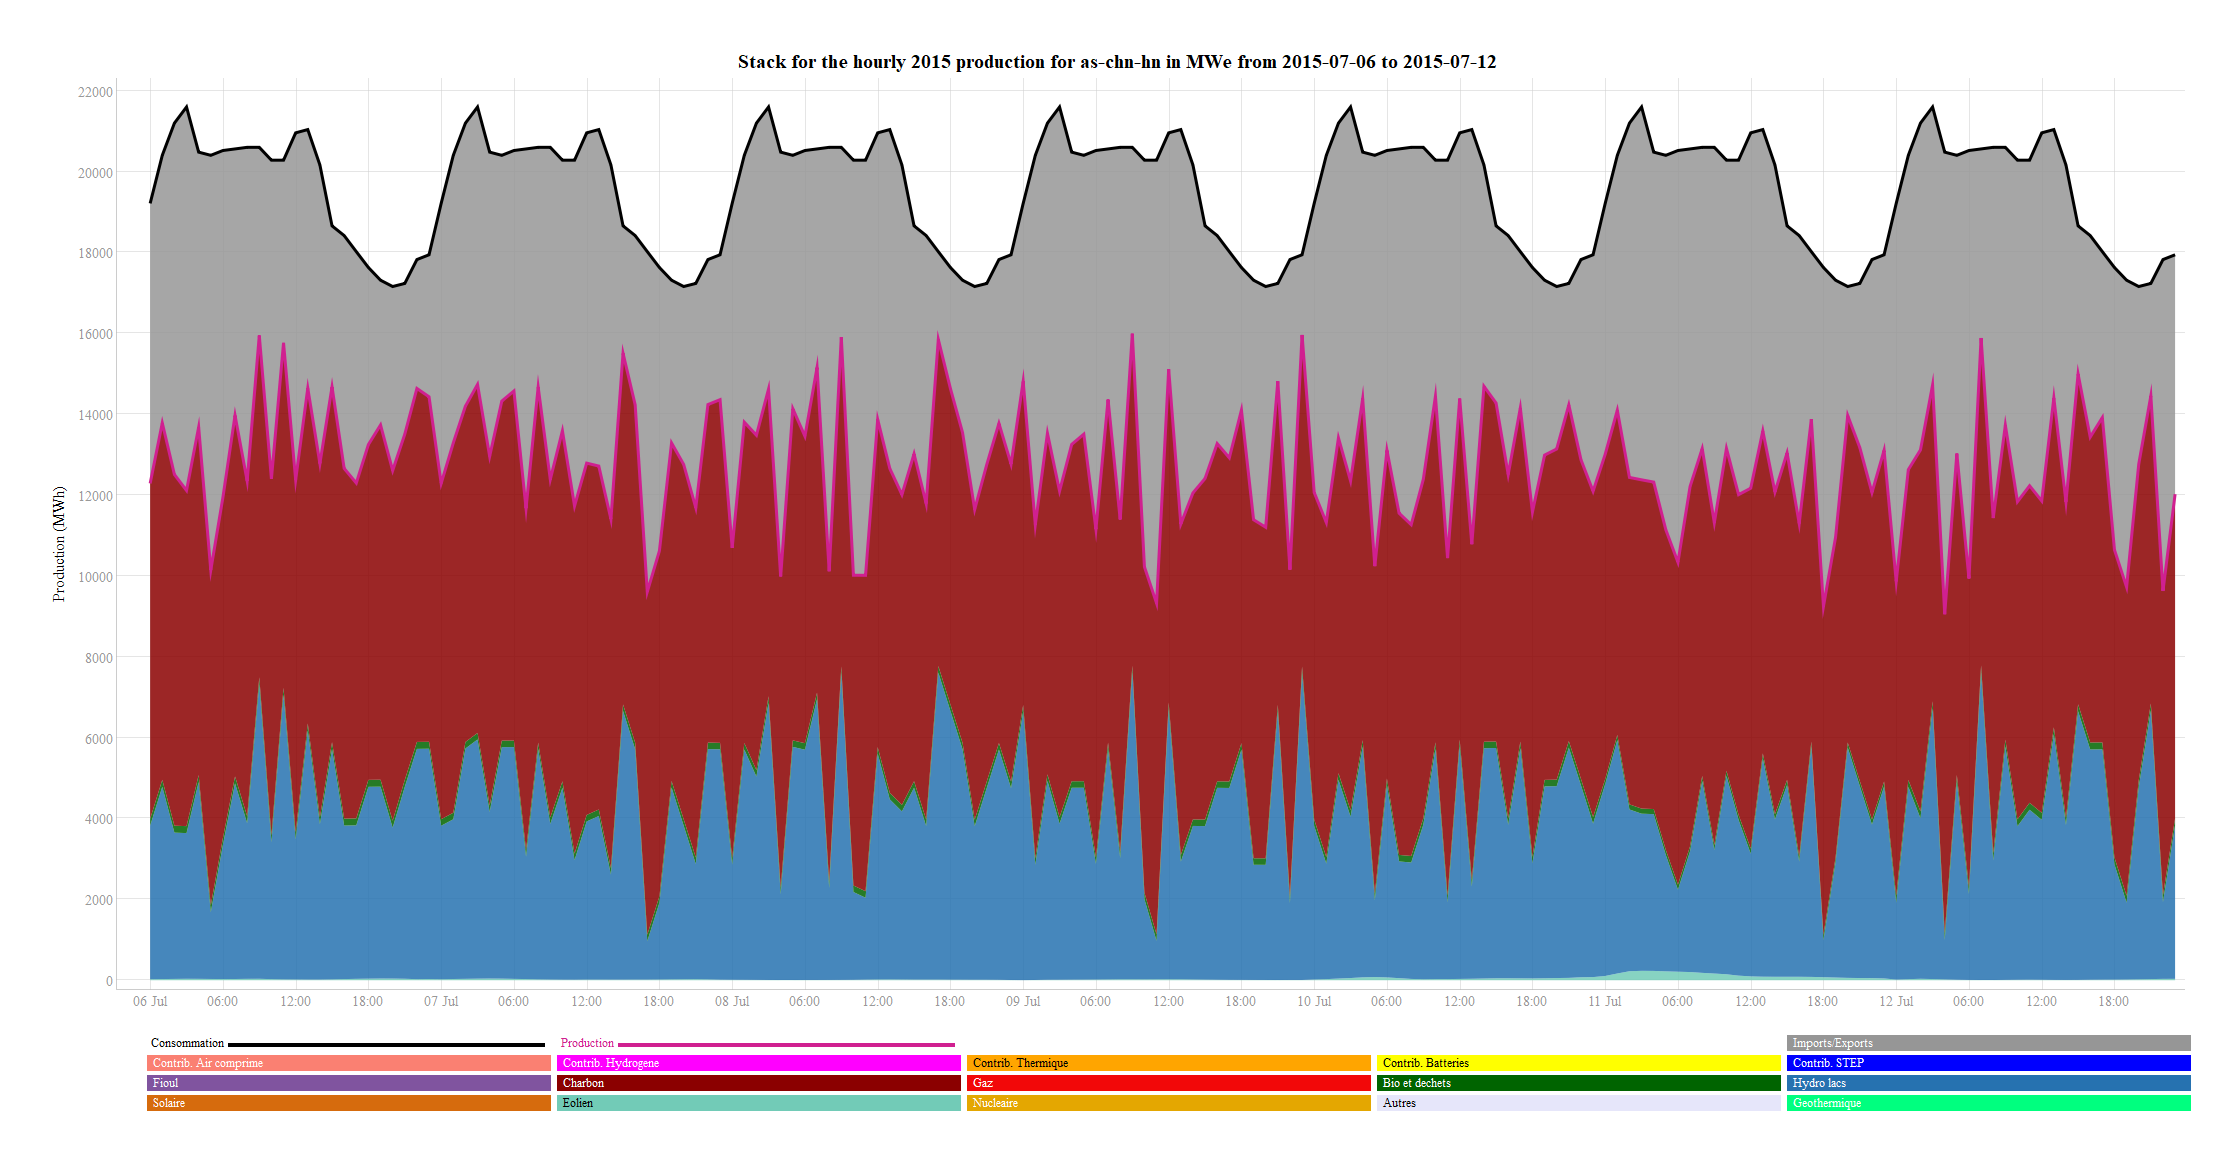 Stack for the hourly 2015 production for as-chn-hn in MWe from 2015-07-06 to 2015-07-12
22000
20000
18000
16000
14000
12000
10000
8000
6000
4000
2000
0
Production (MWh)
06 Jul 06:00 12:00 18:00 07 Jul 06:00 12:00 18:00 08 Jul 06:00 12:00 18:00 09 Jul 06:00 12:00 18:00 10 Jul 06:00 12:00 18:00 11 Jul 06:00 12:00 18:00 12 Jul 06:00 12:00 18:00
Consommation Production Imports/Exports
Contrib. Air comprime Contrib. Hydrogene Contrib. Thermique Contrib. Batteries Contrib. STEP
Fioul Charbon Gaz Bio et dechets Hydro lacs
Solaire Eolien Nucleaire Autres Geothermique